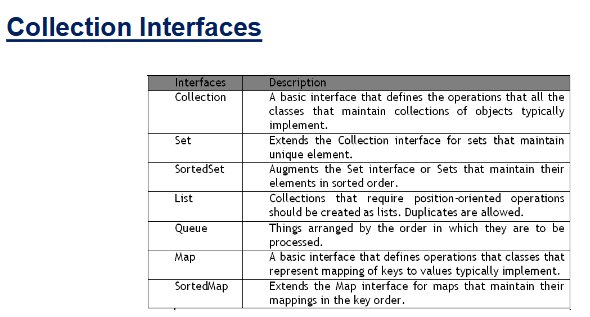 Collection Interfaces
Interfaces Description
Collection A basic interface that defines the operations that all the
classes that maintain collections of objects typically
implement.
Set Extends the Collection interface for sets that maintain
unique element.
SortedSet Augments the Set interface or Sets that maintain their
elements in sorted order.
List Collections that require position-oriented operations
should be created as lists. Duplicates are allowed.
Queue Things arranged by the order in which they are to be
processed.
Map A basic interface that defines operations that classes that
represent mapping of keys to values typically implement.
SortedMap Extends the Map interface for maps that maintain their
mappings in the key order.